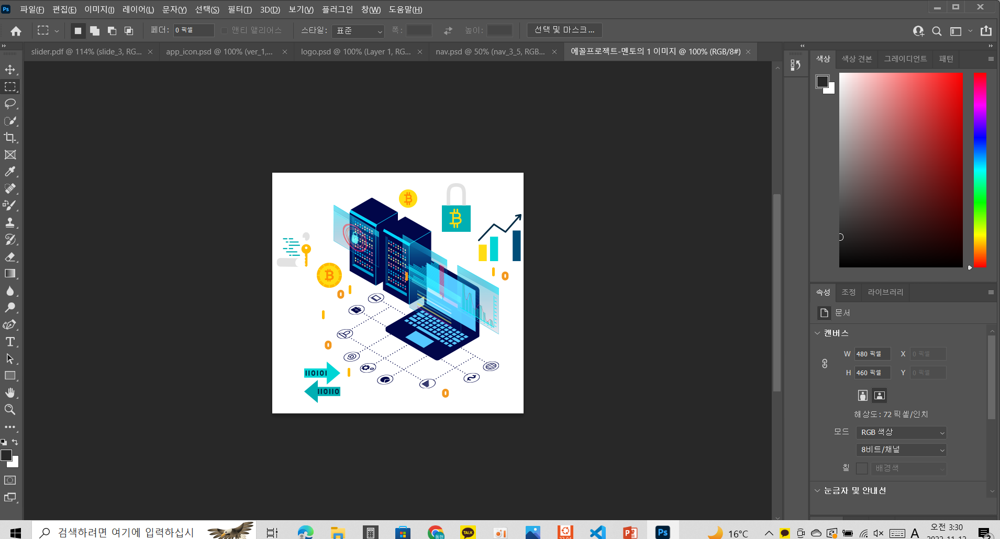 Ps 파일(F) 편집(E) 이미지(I) 레이어(L) 문자(Y) 선택(S) 필터(T) 3D(D) 보기(V) 플러그인 창(W) 도움말(H)
페더: 0 픽셀 앤티 앨리어스 스타일: 표준 폭: 높이: 선택 및 마스크...
slider.pdf @ 114% (slide_3, RG... app_icon.psd @ 100% (ver_1,... logo.psd @ 100% (Layer 1, RG... nav.psd @ 50% (nav_3_5, RGB... 에꼴프로젝트-멘토의 1 이미지 @ 100% (RGB/8#)
색상 색상 견본 그레이디언트 패턴
속성 조정 라이브러리
문서
캔버스
W 480 픽셀 X 0 픽셀
H 460 픽셀 Y 0 픽셀
해상도: 72 픽셀/인치
모드 RGB 색상
8비트/채널
칠 배경색
눈금자 및 안내선
110101
110110
검색하려면 여기에 입력하십시
TALK
22.04
Ps
16°C
A
오전 3:30
2022-11-12
2